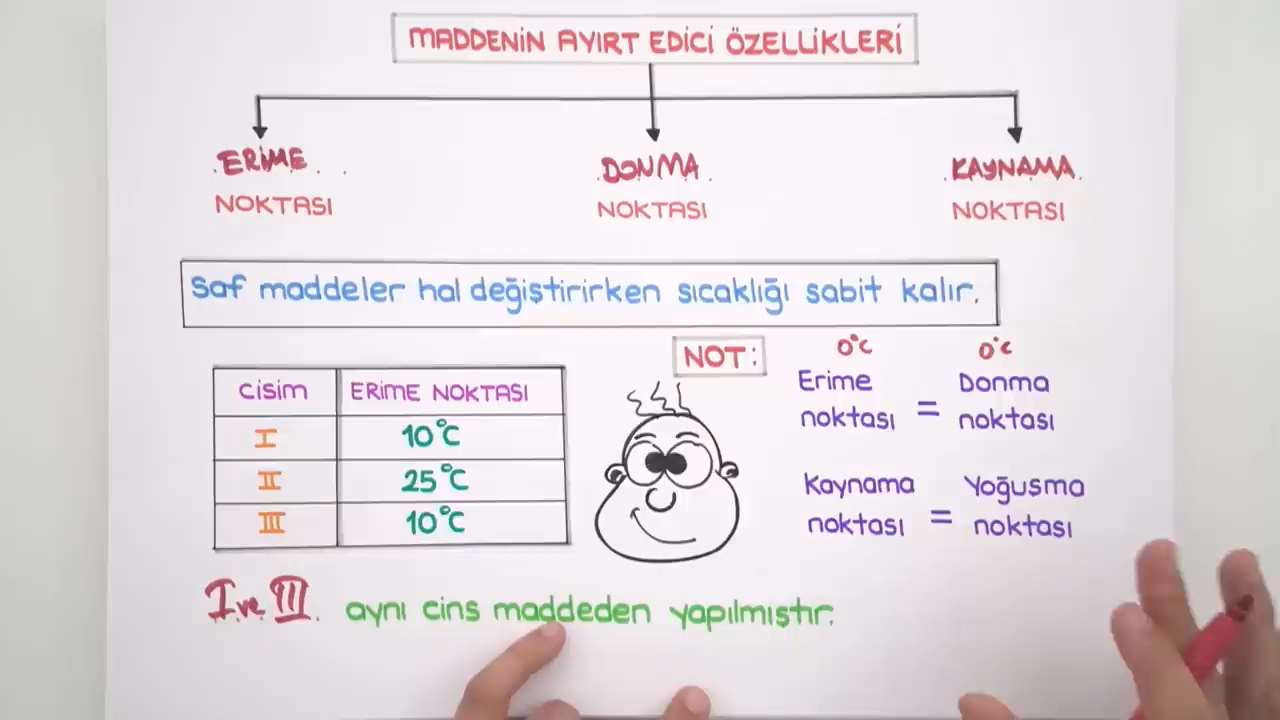 MADDENİN AYIRT EDİCİ ÖZELLİKLERİ
ERİME
NOKTASI
DONMA
NOKTASI
KAYNAMA
NOKTASI
Saf maddeler hal değiştirirken sıcaklığı sabit kalır.
CİSİM ERİME NOKTASI
I 10°C
II 25°C
III 10°C
NOT:
0°C 0°C
Erime Donma
noktası = noktası
Kaynama Yoğuşma
noktası = noktası
I ve III aynı cins maddeden yapılmıştır.